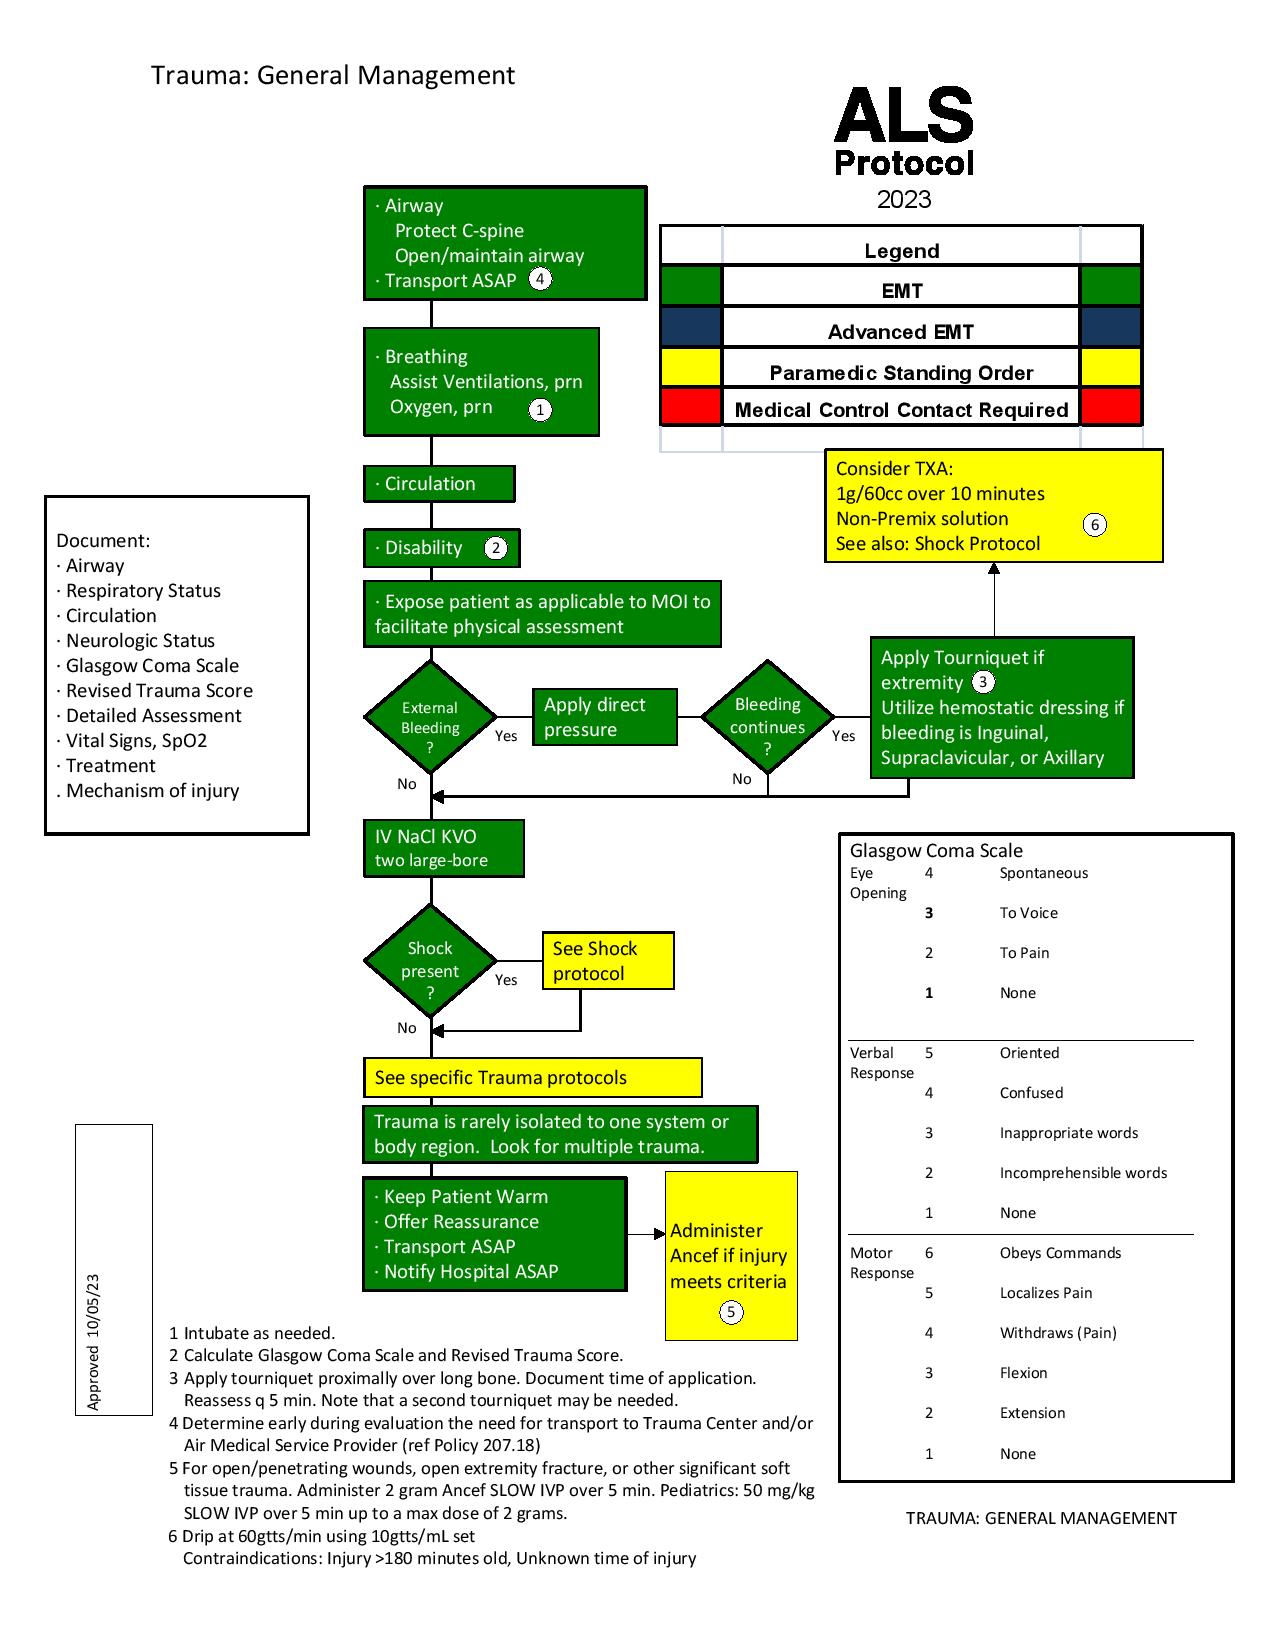 Trauma: General Management
ALS
Protocol
2023
Legend
EMT
Advanced EMT
Paramedic Standing Order
Medical Control Contact Required
· Airway
Protect C-spine
Open/maintain airway
· Transport ASAP 4
· Breathing
Assist Ventilations, prn
Oxygen, prn 1
· Circulation
· Disability 2
· Expose patient as applicable to MOI to
facilitate physical assessment
Document:
· Airway
· Respiratory Status
· Circulation
· Neurologic Status
· Glasgow Coma Scale
· Revised Trauma Score
· Detailed Assessment
· Vital Signs, SpO2
· Treatment
. Mechanism of injury
External
Bleeding
?
Yes
No
Apply direct
pressure
Bleeding
continues
?
Yes
No
Apply Tourniquet if
extremity 3
Utilize hemostatic dressing if
bleeding is Inguinal,
Supraclavicular, or Axillary
Consider TXA:
1g/60cc over 10 minutes
Non-Premix solution 6
See also: Shock Protocol
IV NaCl KVO
two large-bore
Shock
present
?
Yes
No
See Shock
protocol
See specific Trauma protocols
Trauma is rarely isolated to one system or
body region. Look for multiple trauma.
· Keep Patient Warm
· Offer Reassurance
· Transport ASAP
· Notify Hospital ASAP
Administer
Ancef if injury
meets criteria
5
Glasgow Coma Scale
Eye 4 Spontaneous
Opening
3 To Voice
2 To Pain
1 None
Verbal 5 Oriented
Response
4 Confused
3 Inappropriate words
2 Incomprehensible words
1 None
Motor 6 Obeys Commands
Response
5 Localizes Pain
4 Withdraws (Pain)
3 Flexion
2 Extension
1 None
Approved 10/05/23
1 Intubate as needed.
2 Calculate Glasgow Coma Scale and Revised Trauma Score.
3 Apply tourniquet proximally over long bone. Document time of application.
Reassess q 5 min. Note that a second tourniquet may be needed.
4 Determine early during evaluation the need for transport to Trauma Center and/or
Air Medical Service Provider (ref Policy 207.18)
5 For open/penetrating wounds, open extremity fracture, or other significant soft
tissue trauma. Administer 2 gram Ancef SLOW IVP over 5 min. Pediatrics: 50 mg/kg
SLOW IVP over 5 min up to a max dose of 2 grams.
6 Drip at 60gtts/min using 10gtts/mL set
Contraindications: Injury >180 minutes old, Unknown time of injury
TRAUMA: GENERAL MANAGEMENT